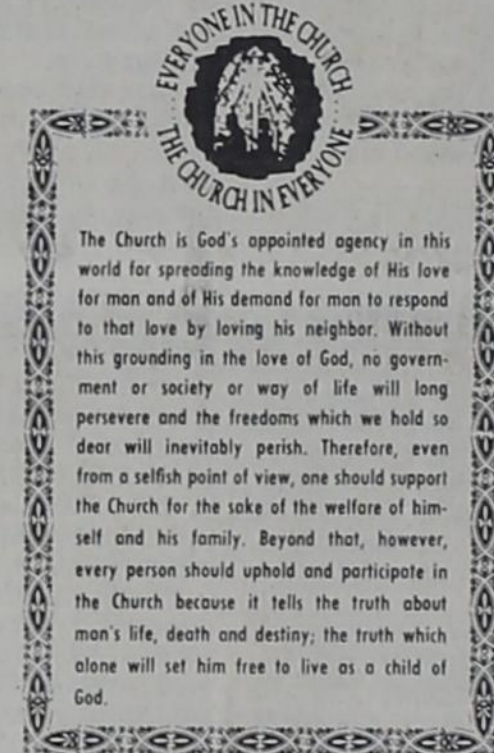 EVERYONE IN THE CHURCH
THE CHURCH IN EVERYONE
The Church is God's appointed agency in this
world for spreading the knowledge of His love
for man and of His demand for man to respond
to that love by loving his neighbor. Without
this grounding in the love of God, no govern-
ment or society or way of life will long
persevere and the freedoms which we hold so
dear will inevitably perish. Therefore, even
from a selfish point of view, one should support
the Church for the sake of the welfare of him-
self and his family. Beyond that, however,
every person should uphold and participate in
the Church because it tells the truth about
man's life, death and destiny; the truth which
alone will set him free to live as a child of
God.